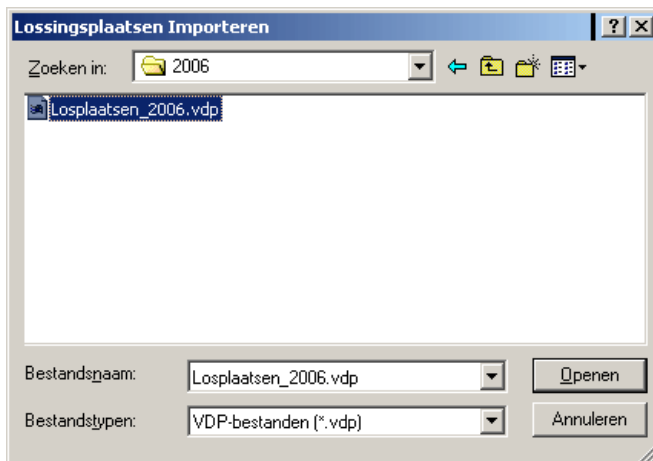 Lossingsplaatsen Importeren
Zoeken in: 2006
Losplaatsen_2006.vdp
Bestandsnaam: Losplaatsen_2006.vdp Openen
Bestandstypen: VDP-bestanden (*.vdp) Annuleren